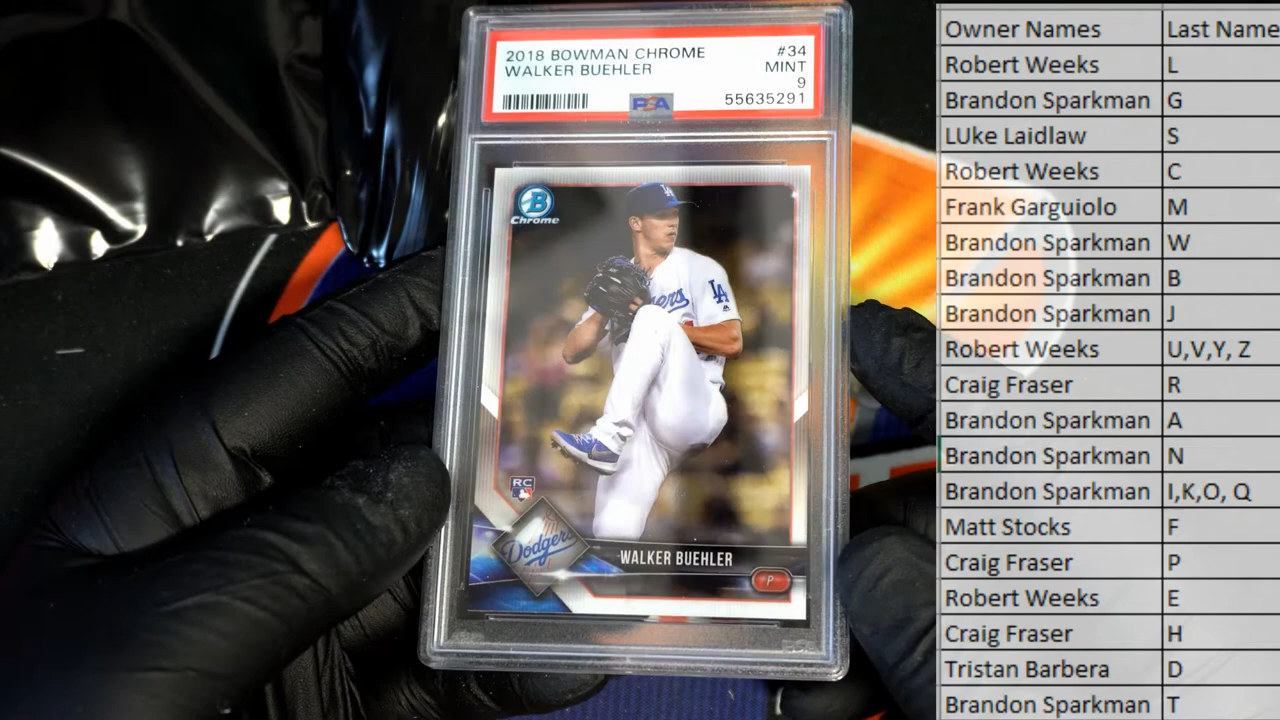 2018 BOWMAN CHROME #34
WALKER BUEHLER MINT
9
PSA 55635291
B
Chrome
LA
LA
RC
Dodgers
WALKER BUEHLER
P
Owner Names Last Name
Robert Weeks L
Brandon Sparkman G
LUke Laidlaw S
Robert Weeks C
Frank Garguiolo M
Brandon Sparkman W
Brandon Sparkman B
Brandon Sparkman J
Robert Weeks U,V,Y, Z
Craig Fraser R
Brandon Sparkman A
Brandon Sparkman N
Brandon Sparkman I,K,O, Q
Matt Stocks F
Craig Fraser P
Robert Weeks E
Craig Fraser H
Tristan Barbera D
Brandon Sparkman T